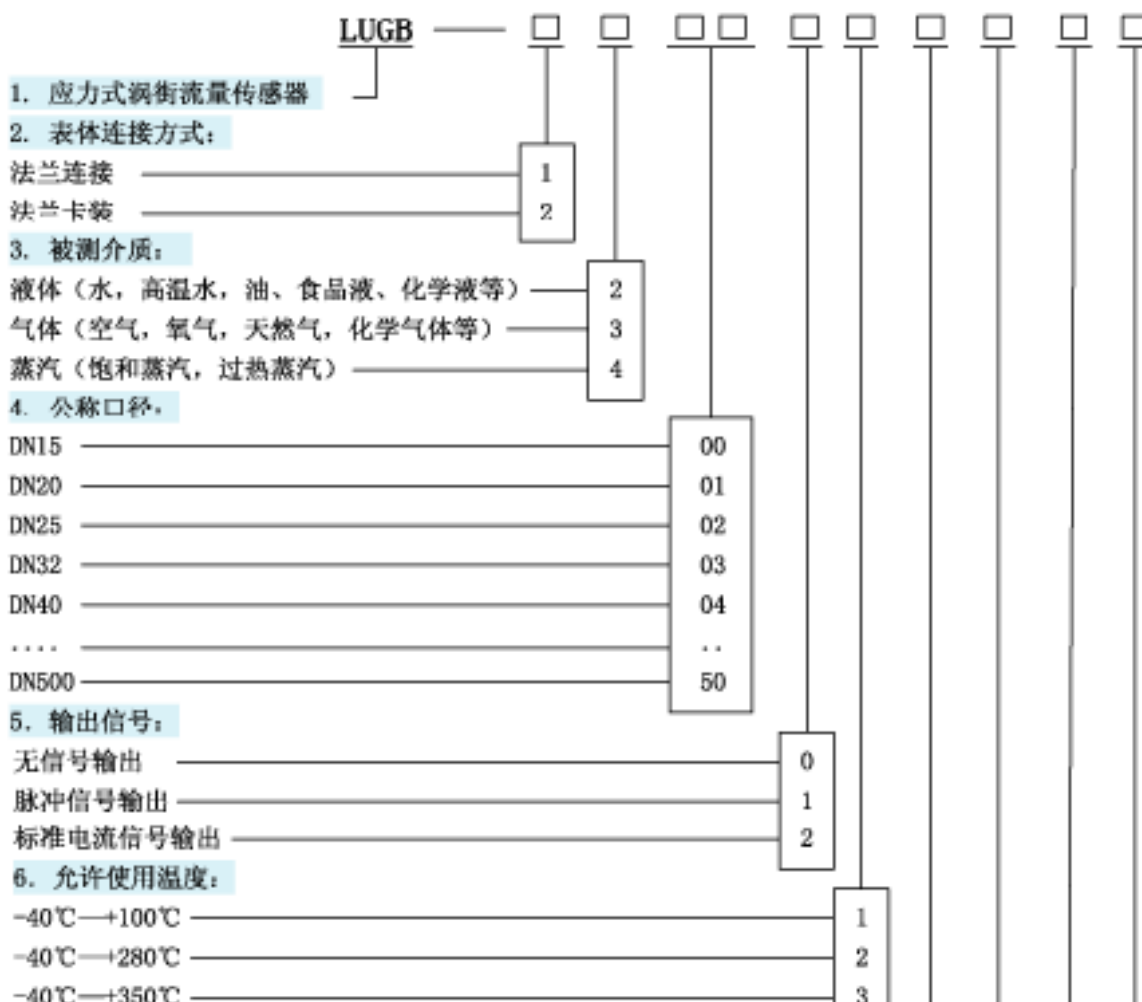 LUGB —— □ □ □□ □ □ □ □ □ □
1. 应力式涡街流量传感器
2. 表体连接方式:
法兰连接 1
法兰卡装 2
3. 被测介质:
液体（水，高温水，油、食品液、化学液等） 2
气体（空气，氧气，天然气，化学气体等） 3
蒸汽（饱和蒸汽，过热蒸汽） 4
4. 公称口径:
DN15 00
DN20 01
DN25 02
DN32 03
DN40 04
.... ..
DN500 50
5. 输出信号:
无信号输出 0
脉冲信号输出 1
标准电流信号输出 2
6. 允许使用温度:
-40℃—+100℃ 1
-40℃—+280℃ 2
-40℃—+350℃ 3